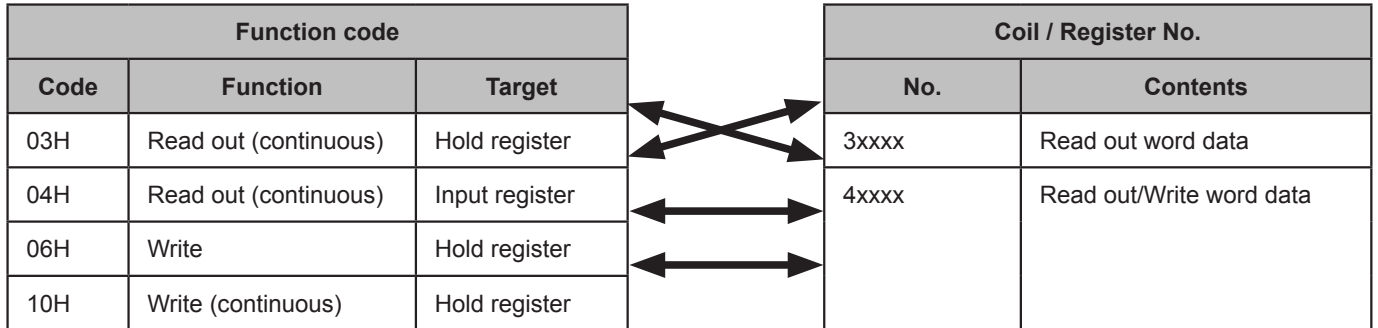 Function code
Code Function Target
03H Read out (continuous) Hold register
04H Read out (continuous) Input register
06H Write Hold register
10H Write (continuous) Hold register
Coil / Register No.
No. Contents
3xxxx Read out word data
4xxxx Read out/Write word data